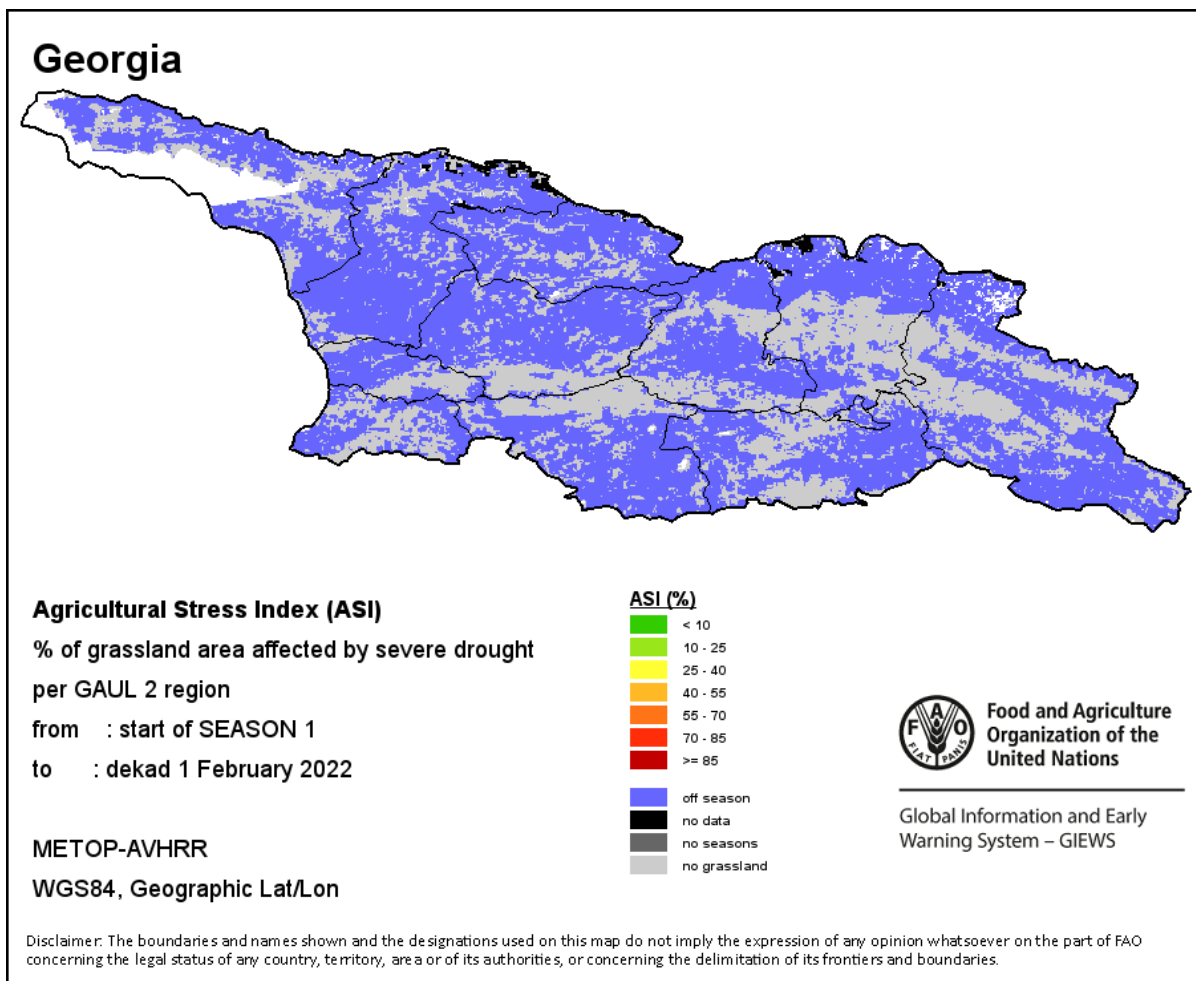 Georgia
Agricultural Stress Index (ASI)
% of grassland area affected by severe drought
per GAUL 2 region
from : start of SEASON 1
to : dekad 1 February 2022
METOP-AVHRR
WGS84, Geographic Lat/Lon
ASI (%)
< 10
10 - 25
25 - 40
40 - 55
55 - 70
70 - 85
>= 85
off season
no data
no seasons
no grassland
F A O
FIAT PANIS
Food and Agriculture
Organization of the
United Nations
Global Information and Early
Warning System – GIEWS
Disclaimer: The boundaries and names shown and the designations used on this map do not imply the expression of any opinion whatsoever on the part of FAO
concerning the legal status of any country, territory, area or of its authorities, or concerning the delimitation of its frontiers and boundaries.